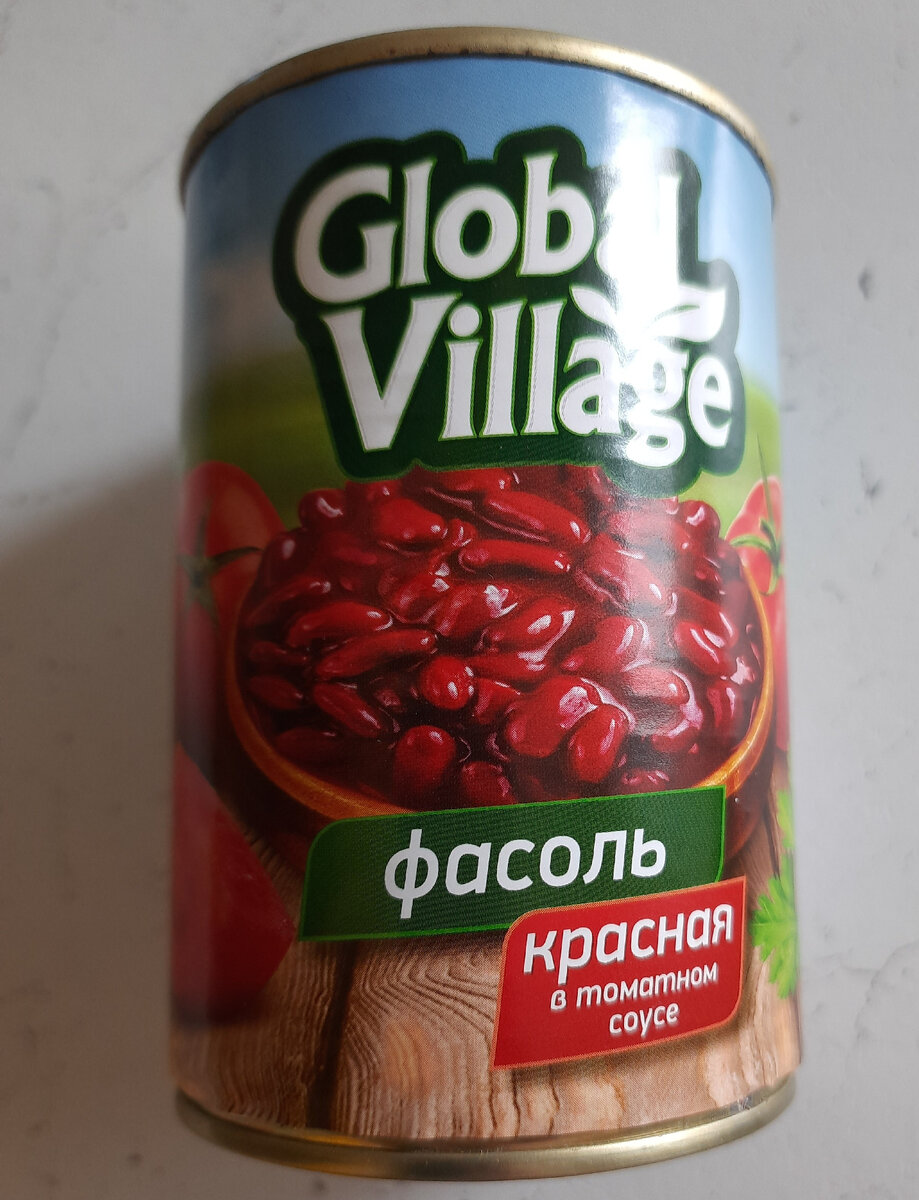 Global
Village
фасоль
красная
в томатном
соусе